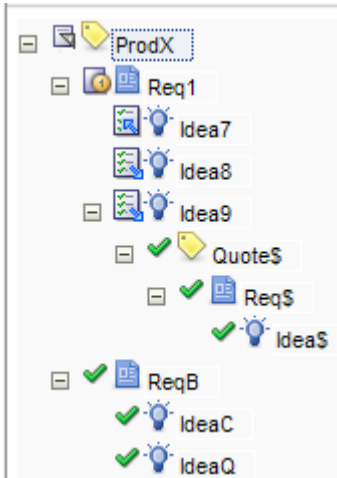 ProdX
Req1
Idea7
Idea8
Idea9
Quote$
Req$
Idea$
ReqB
IdeaC
IdeaQ